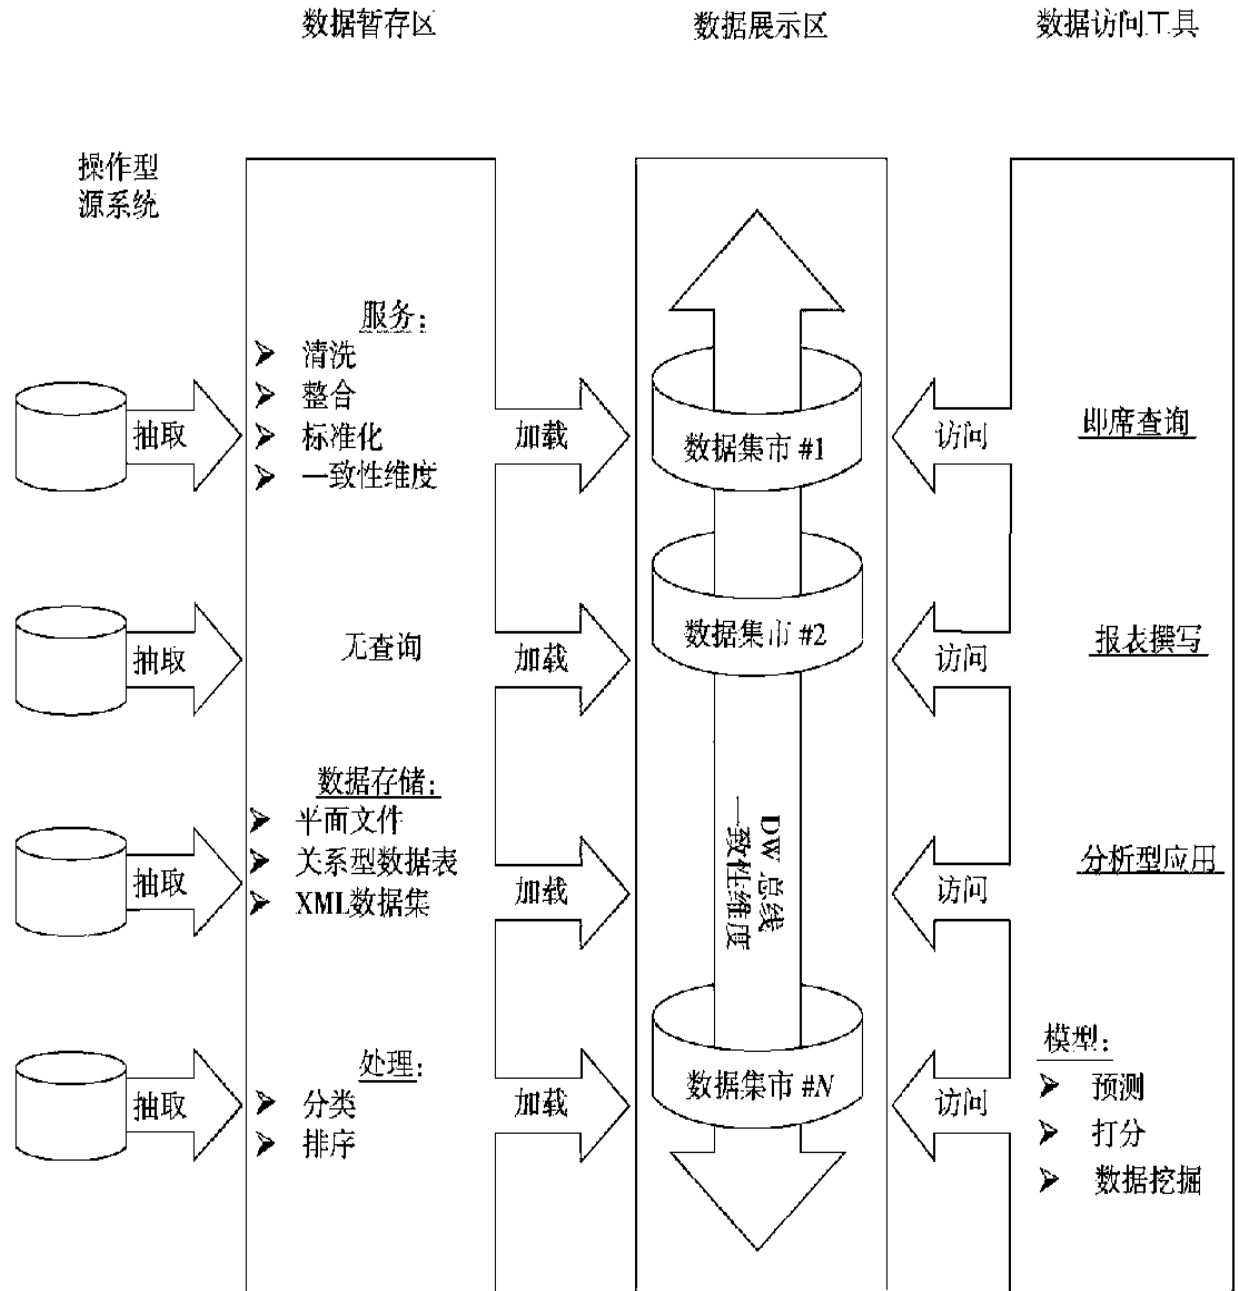 数据暂存区
数据展示区
数据访问工具
操作型
源系统
服务：
清洗
整合
标准化
一致性维度
抽取
加载
数据集市 #1
访问
即席查询
抽取
无查询
加载
数据集市 #2
访问
报表撰写
数据存储：
平面文件
关系型数据表
XML数据集
抽取
加载
DW 总线
一致性维度
访问
分析型应用
处理：
分类
排序
抽取
加载
数据集市 #N
访问
模型：
预测
打分
数据挖掘